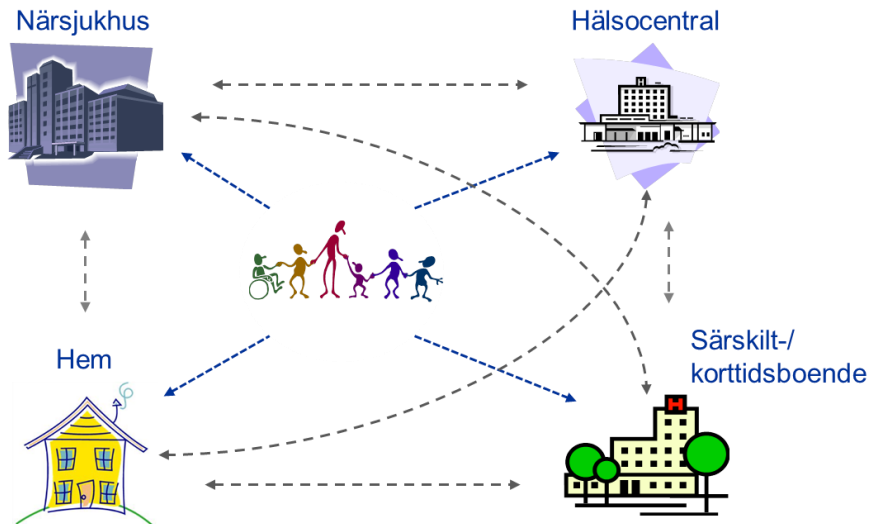 Närsjukhus
Hälsocentral
H
Hem
Särskilt-/
korttidsboende
H